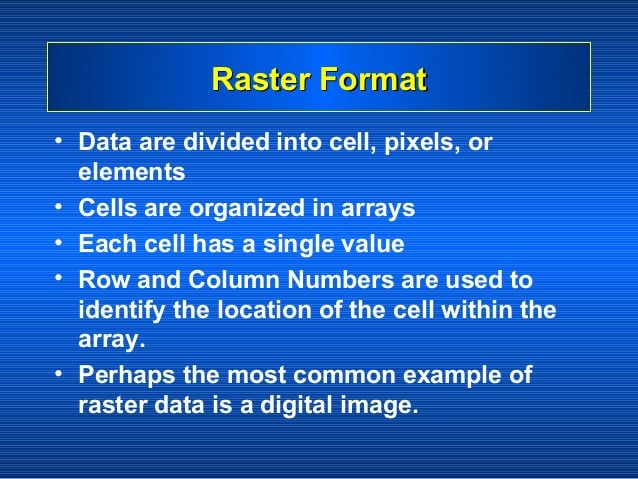 Raster Format
• Data are divided into cell, pixels, or
elements
• Cells are organized in arrays
• Each cell has a single value
• Row and Column Numbers are used to
identify the location of the cell within the
array.
• Perhaps the most common example of
raster data is a digital image.